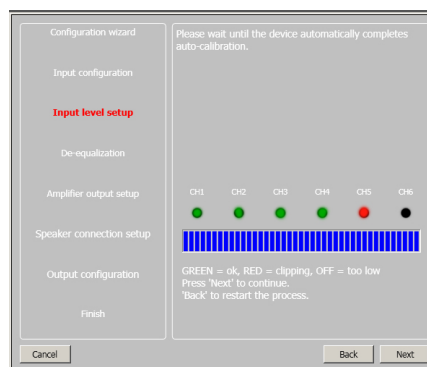 Configuration wizard
Input configuration
Input level setup
De-equalization
Amplifier output setup
Speaker connection setup
Output configuration
Finish
Please wait until the device automatically completes
auto-calibration.
CH1 CH2 CH3 CH4 CH5 CH6
GREEN = ok, RED = clipping, OFF = too low
Press 'Next' to continue.
'Back' to restart the process.
Cancel Back Next